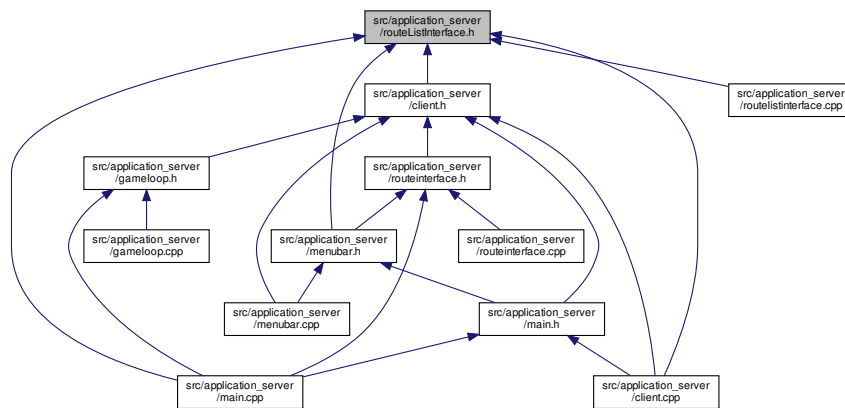 src/application_server
/routeListInterface.h
src/application_server
/client.h
src/application_server
/routelistinterface.cpp
src/application_server
/gameloop.h
src/application_server
/routeinterface.h
src/application_server
/gameloop.cpp
src/application_server
/menubar.h
src/application_server
/routeinterface.cpp
src/application_server
/menubar.cpp
src/application_server
/main.h
src/application_server
/main.cpp
src/application_server
/client.cpp